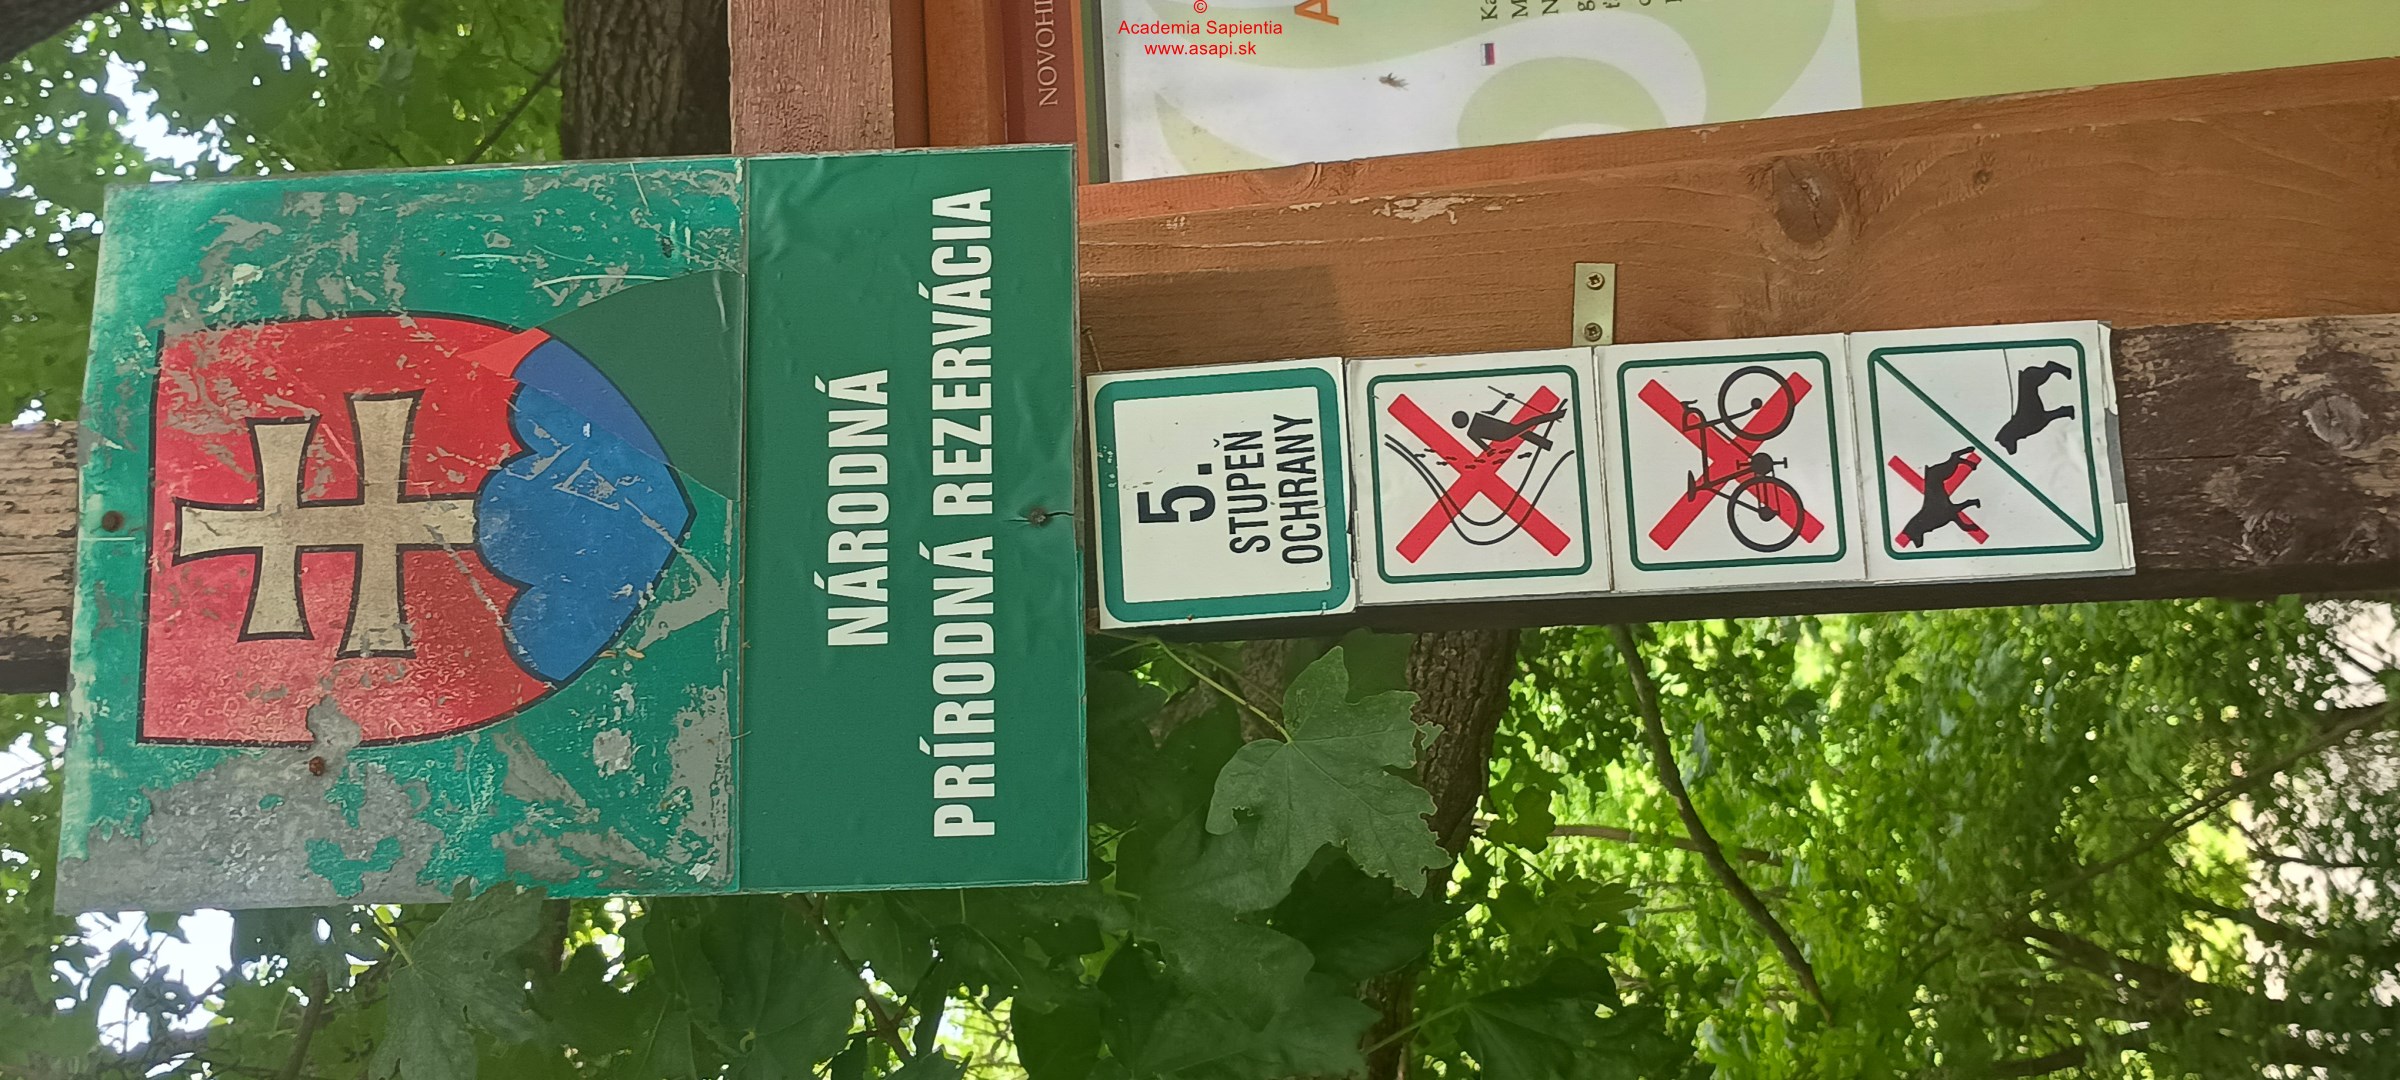 ©
Academia Sapientia
www.asapi.sk
NÁRODNÁ
PRÍRODNÁ REZERVÁCIA
5.
STUPEŇ
OCHRANY